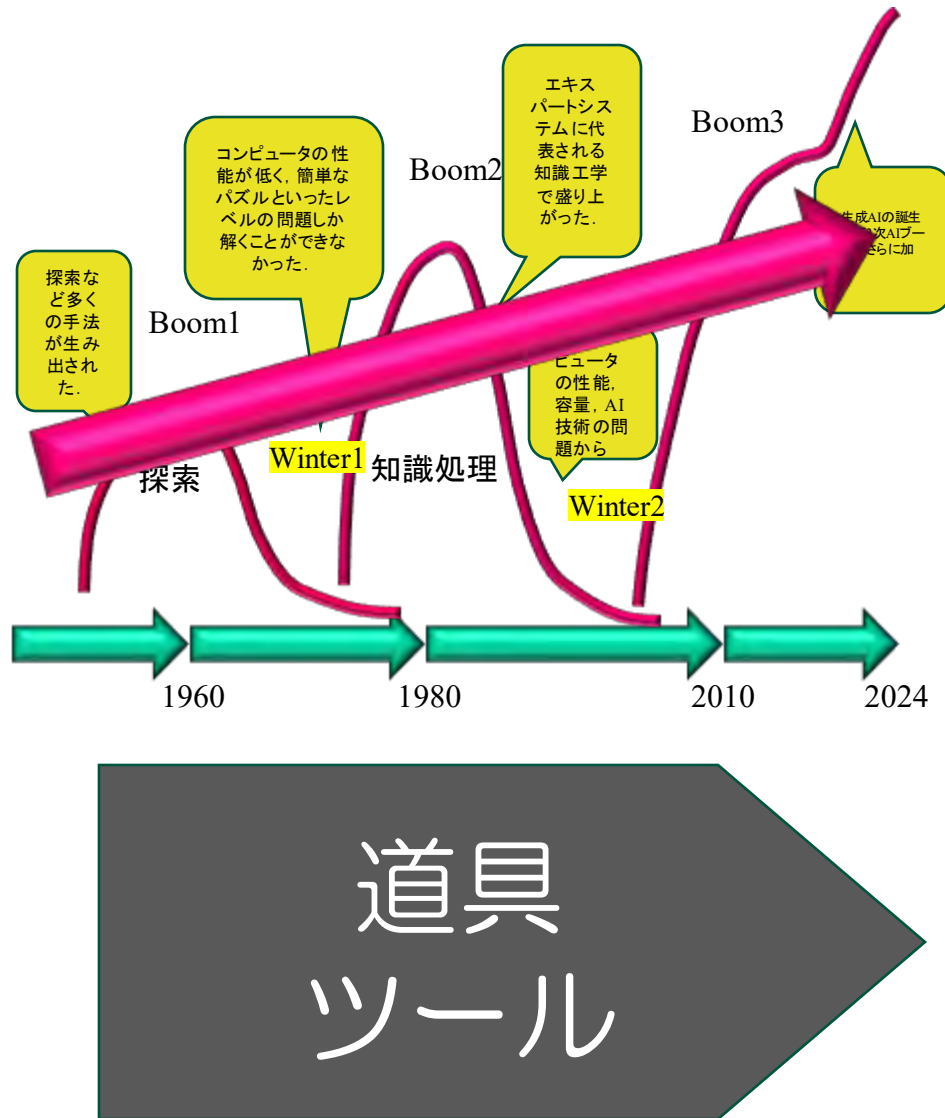 エキス
パートシス
テムに代
表される
知識工学
で盛り上
がった.
Boom3
コンピュータの性
能が低く, 簡単な
パズルといったレ
ベルの問題しか
解くことができな
かった.
Boom2
生成AIの誕生
次AIブー
さらに加
探索な
ど多く
の手法
が生み
出され
た.
Boom1
ピュータ
の性能,
容量, AI
技術の問
題から
Winter1
知識処理
探索
Winter2
1960
1980
2010
2024
道具
ツール